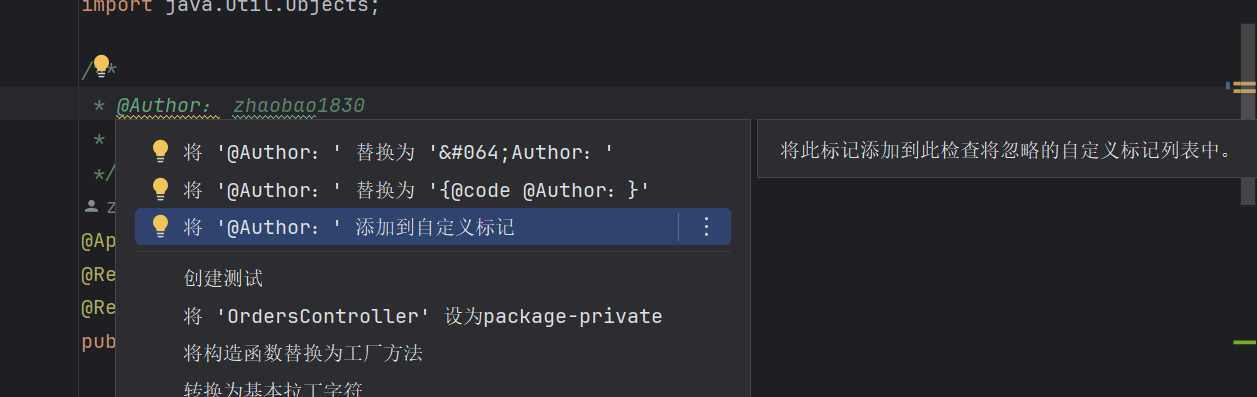 import java.util.Objects;
/**
* @Author： zhaobao1830
*
*/
将 '@Author：' 替换为 '&#064;Author：'
将此标记添加到此检查将忽略的自定义标记列表中。
将 '@Author：' 替换为 '{@code @Author：}'
将 '@Author：' 添加到自定义标记
z
@Ap
@Re
@Re
pub
创建测试
将 'OrdersController' 设为package-private
将构造函数替换为工厂方法
转换为基本拉丁字符